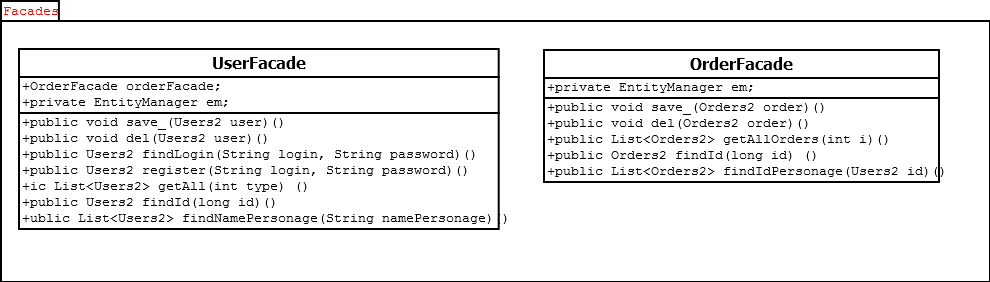 Facades
UserFacade
+OrderFacade orderFacade;
+private EntityManager em;
+public void save_(Users2 user)()
+public void del(Users2 user)()
+public Users2 findLogin(String login, String password)()
+public Users2 register(String login, String password)()
+ic List<Users2> getAll(int type) ()
+public Users2 findId(long id)()
+ublic List<Users2> findNamePersonage(String namePersonage)()
OrderFacade
+private EntityManager em;
+public void save_(Orders2 order)()
+public void del(Orders2 order)()
+public List<Orders2> getAllOrders(int i)()
+public Orders2 findId(long id) ()
+public List<Orders2> findIdPersonage(Users2 id)()